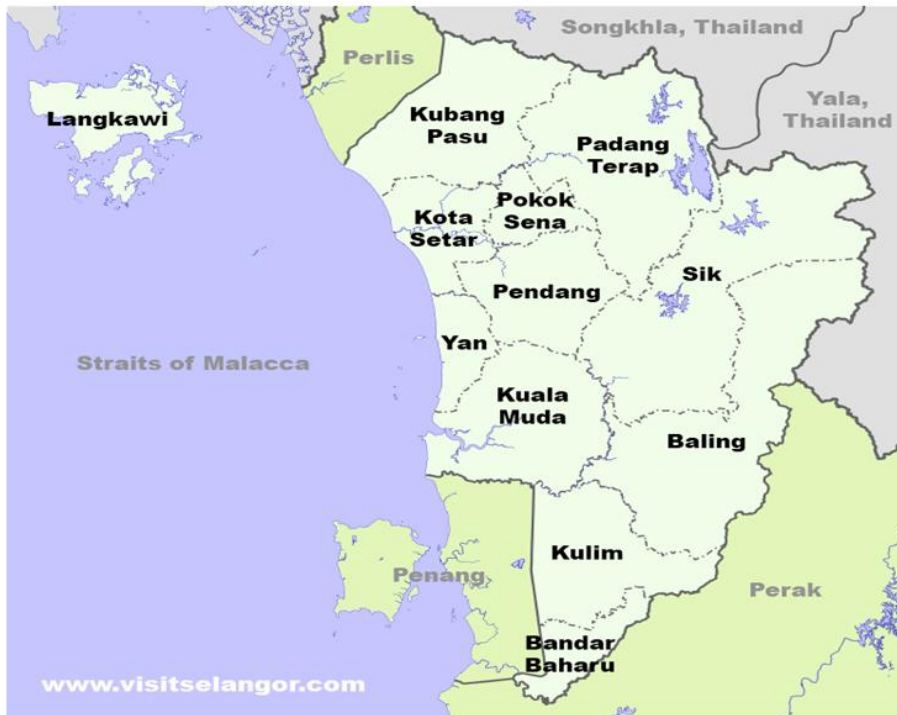 Songkhla, Thailand
Perlis
Yala,
Thailand
Langkawi
Kubang
Pasu
Padang
Terap
Pokok
Sena
Kota
Setar
Sik
Pendang
Yan
Straits of Malacca
Kuala
Muda
Baling
Kulim
Penang
Perak
Bandar
Baharu
www.visitselangor.com